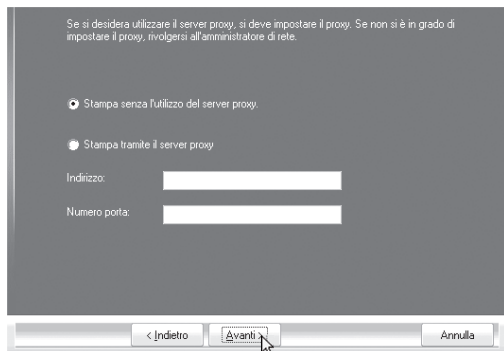 Se si desidera utilizzare il server proxy, si deve impostare il proxy. Se non si è in grado di
impostare il proxy, rivolgersi all'amministratore di rete.
Stampa senza l'utilizzo del server proxy.
Stampa tramite il server proxy
Indirizzo:
Numero porta:
< Indietro
Avanti >
Annulla